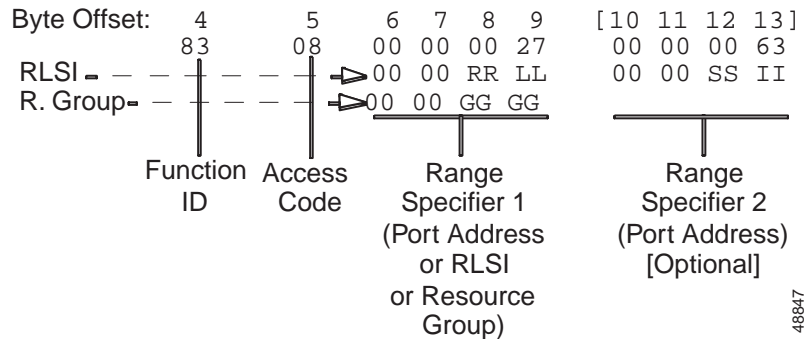 Byte Offset: 4 5 6 7 8 9 [10 11 12 13]
83 08 00 00 00 27 00 00 00 63
RLSI 00 00 RR LL 00 00 SS II
R. Group 00 00 GG GG
Function ID
Access Code
Range Specifier 1 (Port Address or RLSI or Resource Group)
Range Specifier 2 (Port Address) [Optional]
48847